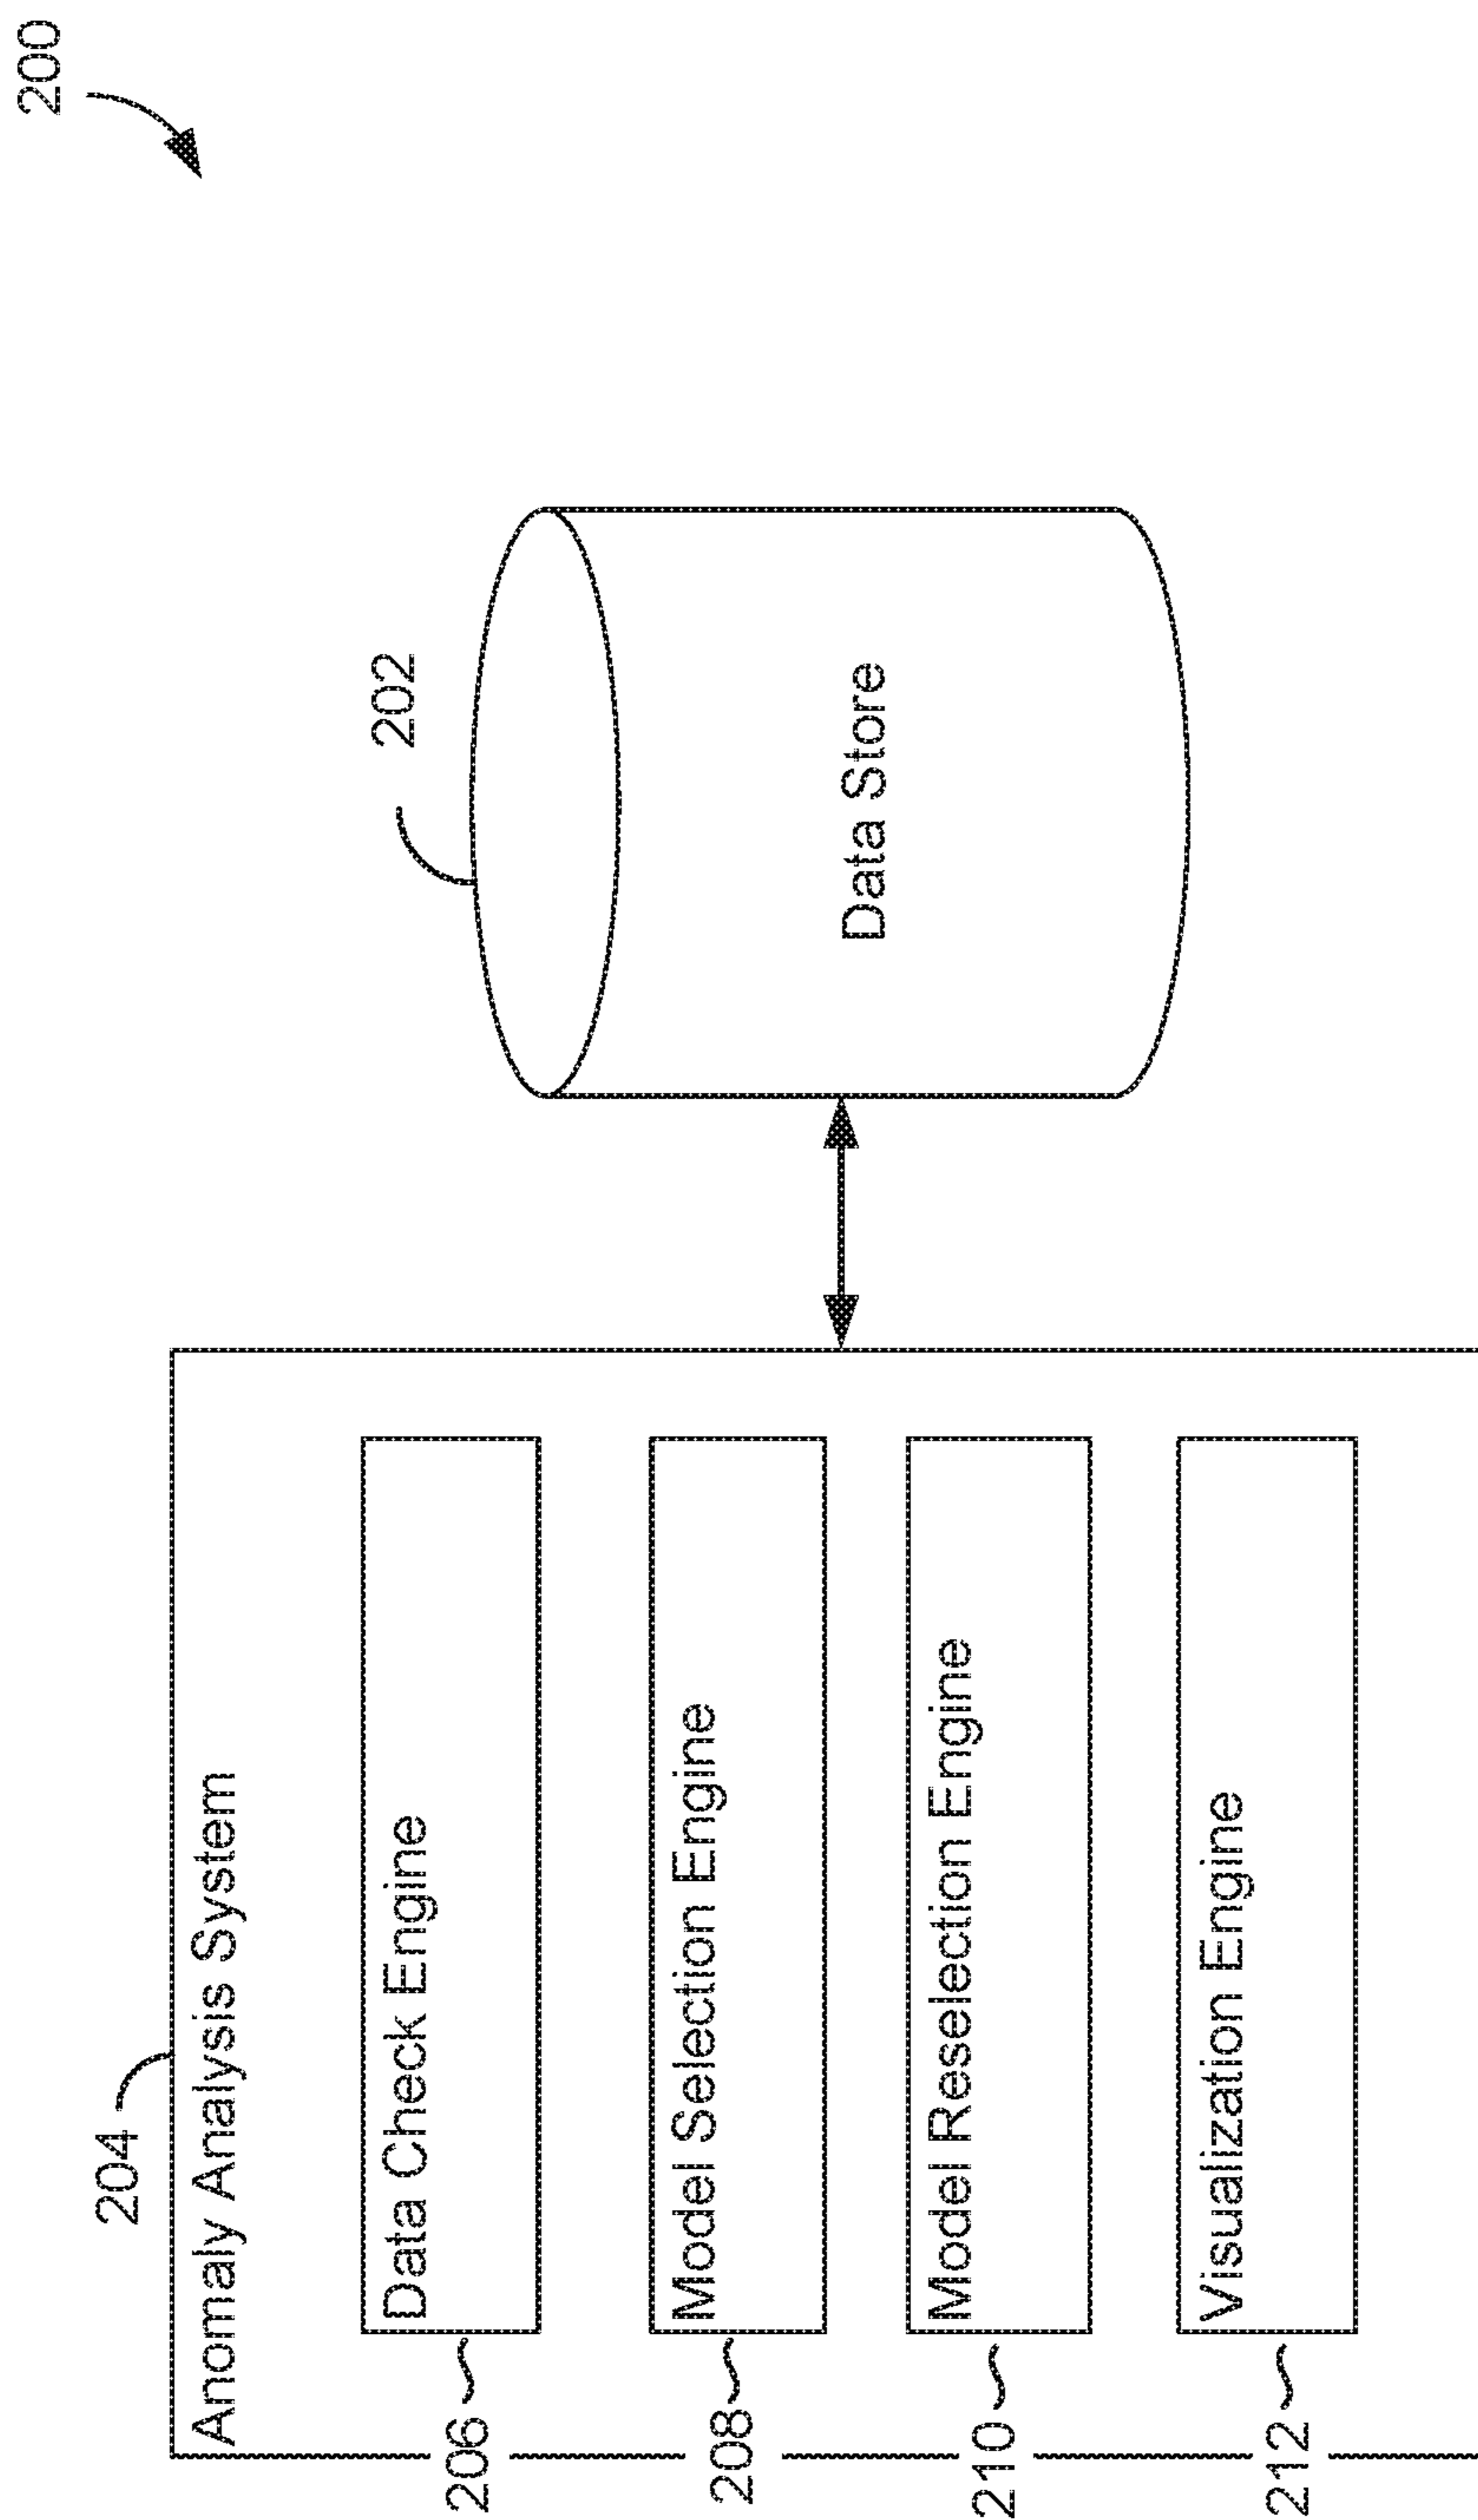 200
204
Anomaly Analysis System
206
Data Check Engine
208
Model Selection Engine
210
Model Reselection Engine
212
Visualization Engine
202
Data Store